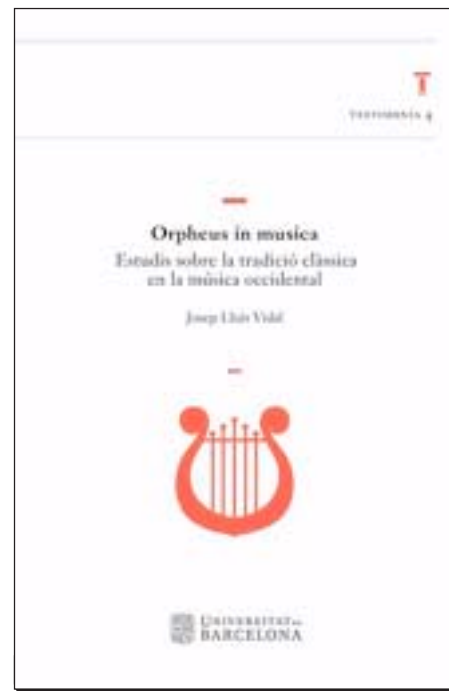 T
TESTIMONIA 4
Orpheus in musica
Estudis sobre la tradició clàssica
en la música occidental
Josep Lluís Vidal
UNIVERSITAT DE
BARCELONA